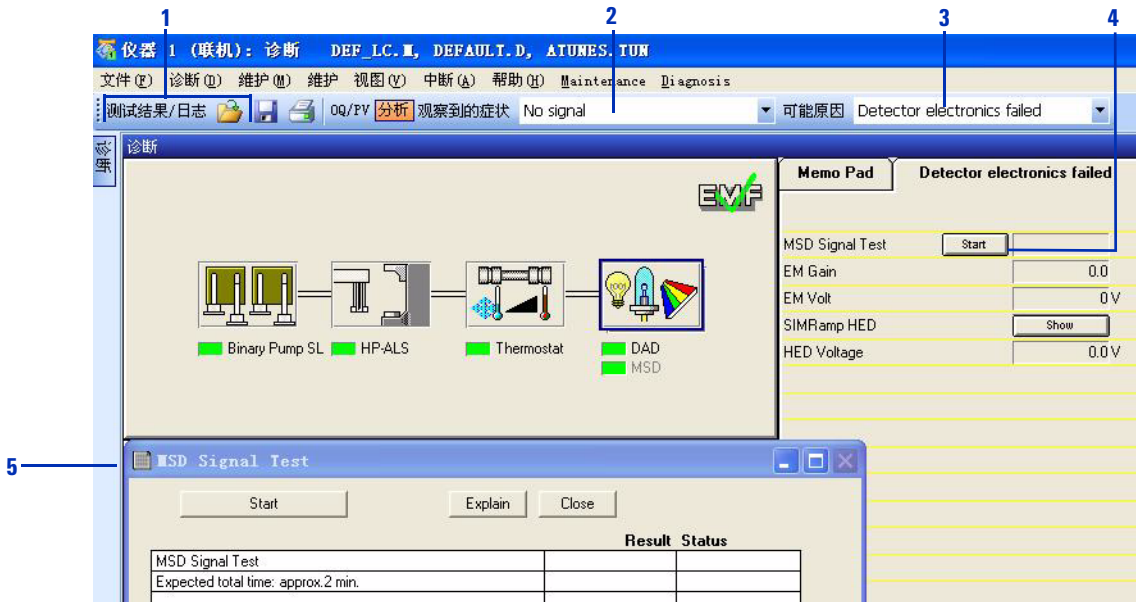 1 2 3 4
仪器 1 (联机): 诊断 DEF_LC.M, DEFAULT.D, ATUNES.TUN
文件(F) 诊断(D) 维护(M) 维护 视图(V) 中断(A) 帮助(H) Maintenance Diagnosis
测试结果/日志 OQ/PV 分析 观察到的症状 No signal 可能原因 Detector electronics failed
诊断
诊断
EMF
Memo Pad Detector electronics failed
MSD Signal Test Start
EM Gain 0.0
EM Volt 0 V
SIMRamp HED Show
HED Voltage 0.0 V
Binary Pump SL HP-ALS Thermostat DAD
MSD
5
MSD Signal Test
Start Explain Close
Result Status
MSD Signal Test
Expected total time: approx.2 min.